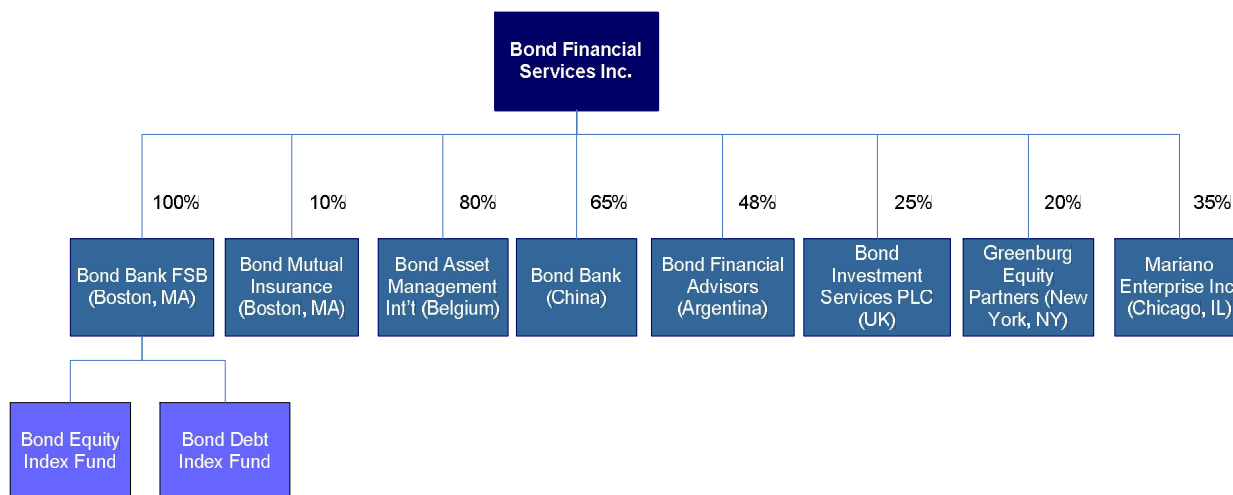 Bond Financial
Services Inc.
100%
10%
80%
65%
48%
25%
20%
35%
Bond Bank FSB
(Boston, MA)
Bond Mutual
Insurance
(Boston, MA)
Bond Asset
Management
Int't (Belgium)
Bond Bank
(China)
Bond Financial
Advisors
(Argentina)
Bond
Investment
Services PLC
(UK)
Greenburg
Equity
Partners (New
York, NY)
Mariano
Enterprise Inc
(Chicago, IL)
Bond Equity
Index Fund
Bond Debt
Index Fund